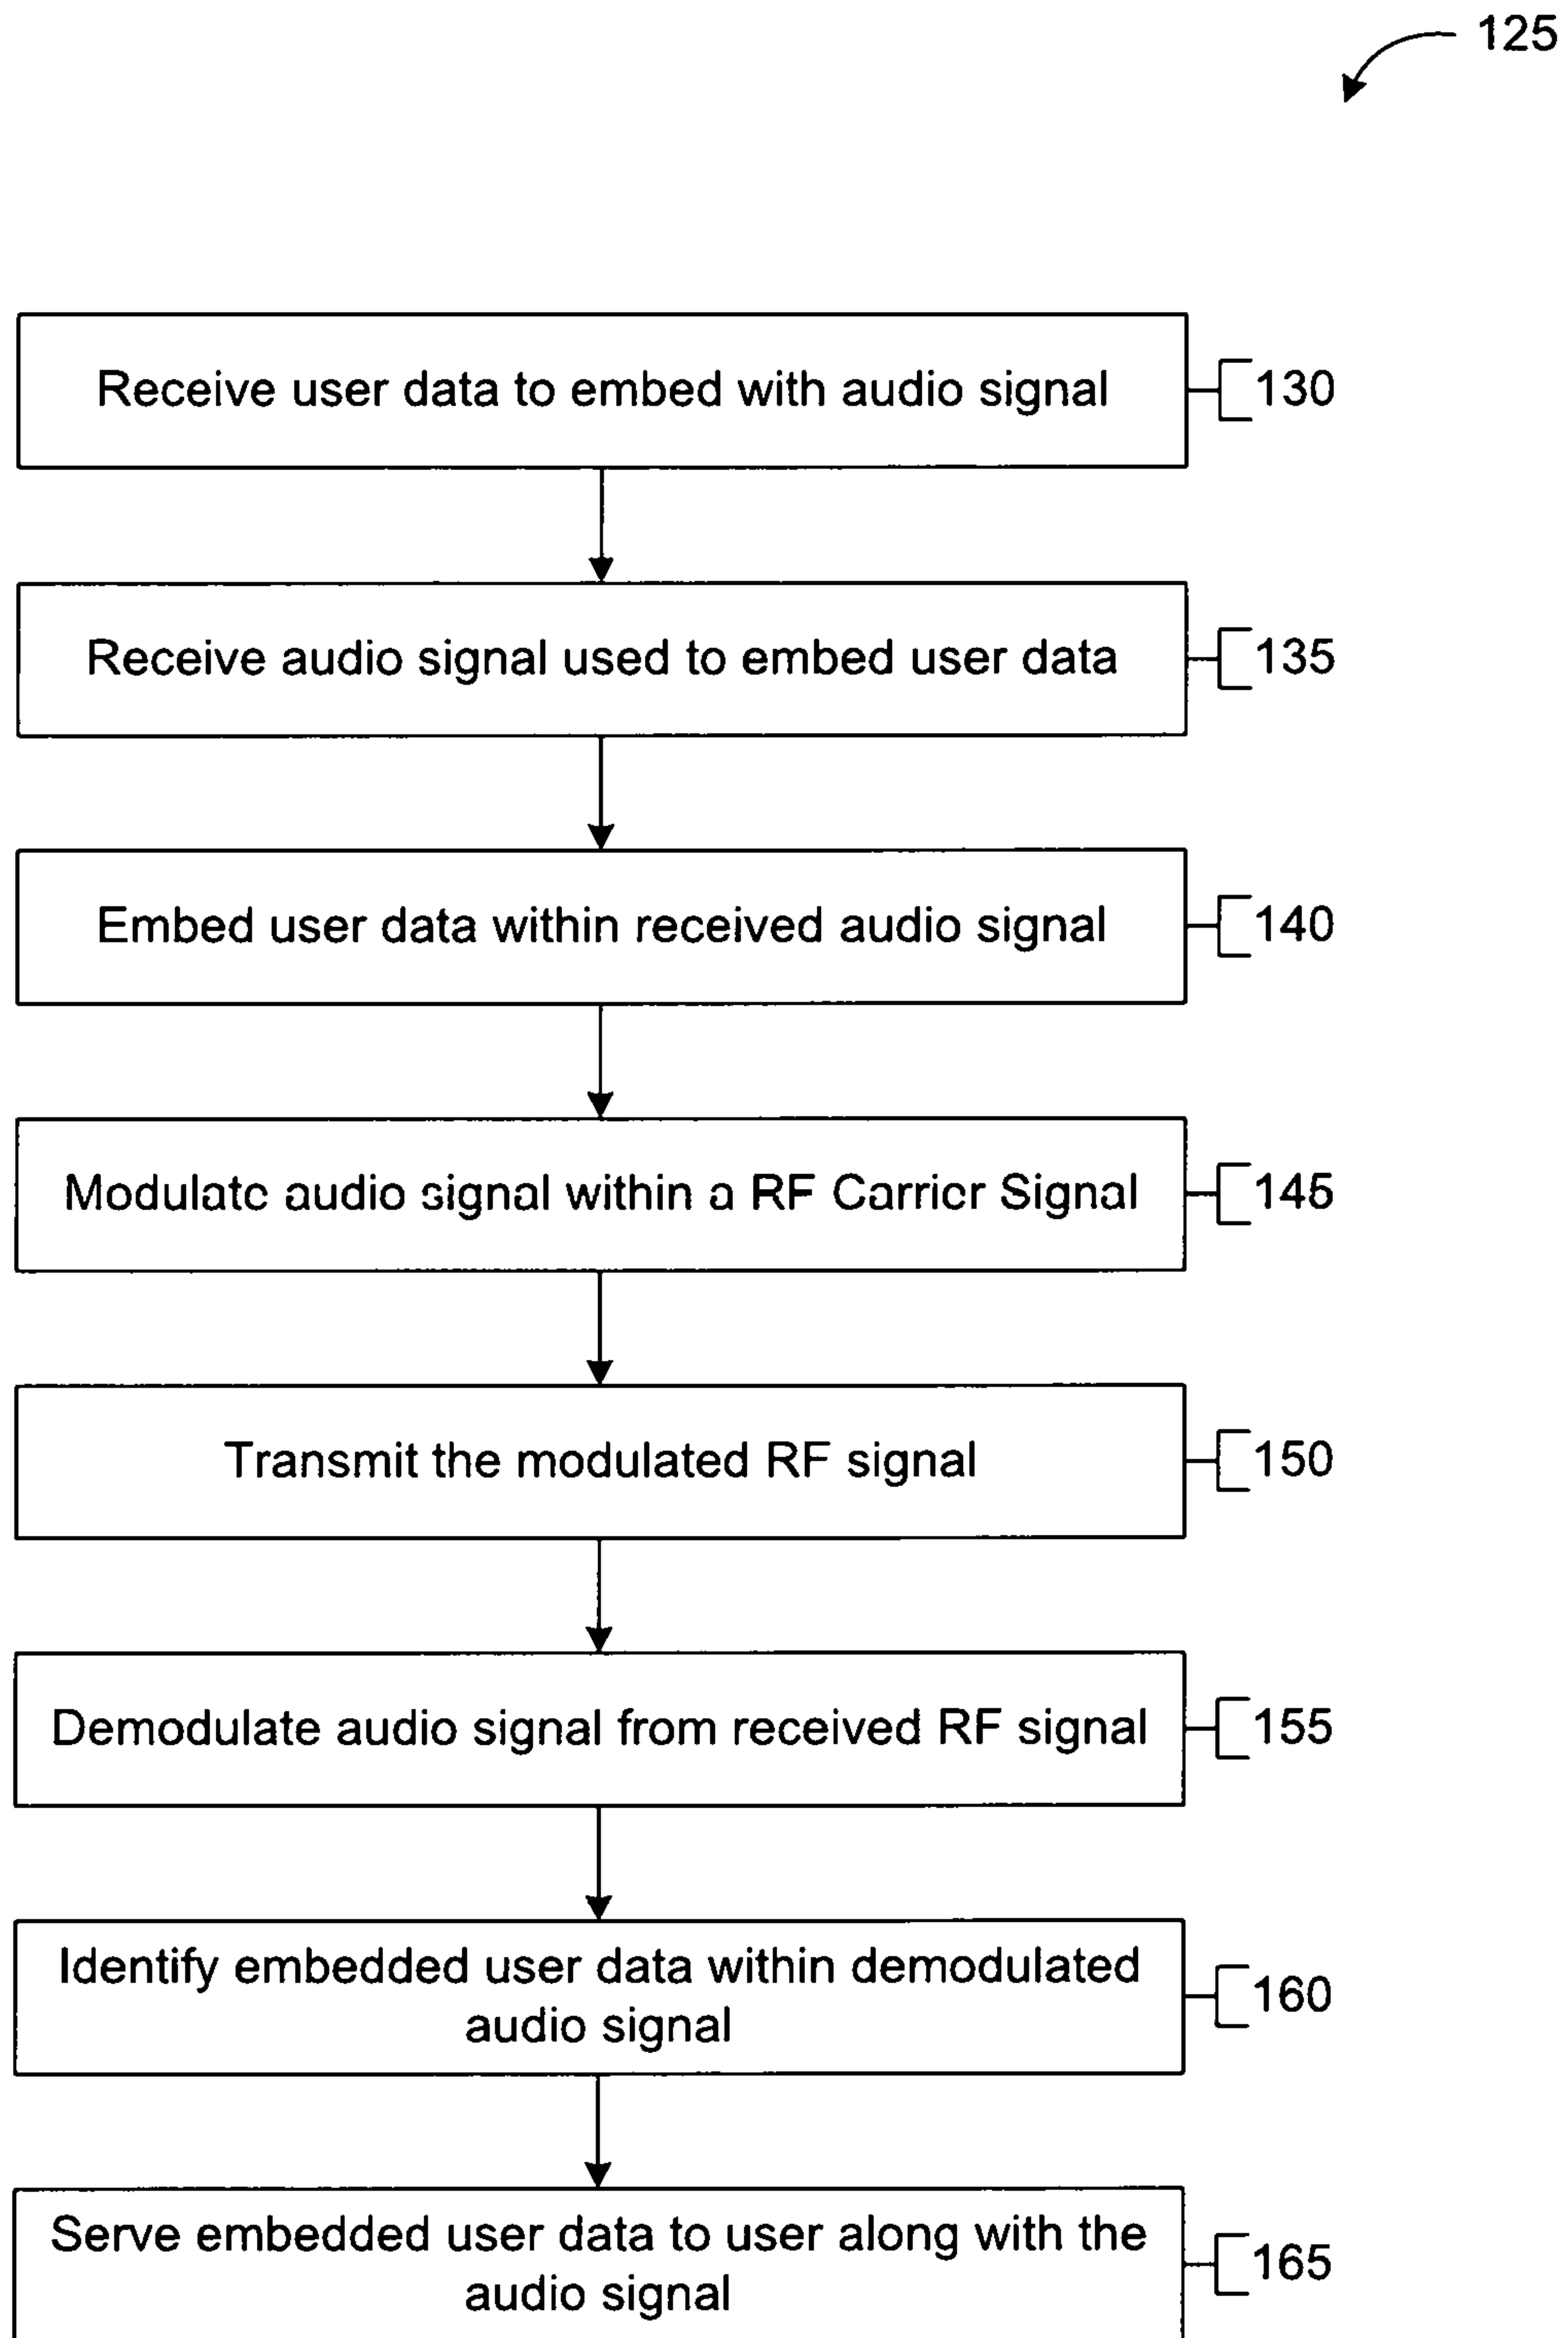 125
Receive user data to embed with audio signal
130
Receive audio signal used to embed user data
135
Embed user data within received audio signal
140
Modulate audio signal within a RF Carrier Signal
145
Transmit the modulated RF signal
150
Demodulate audio signal from received RF signal
155
Identify embedded user data within demodulated
audio signal
160
Serve embedded user data to user along with the
audio signal
165